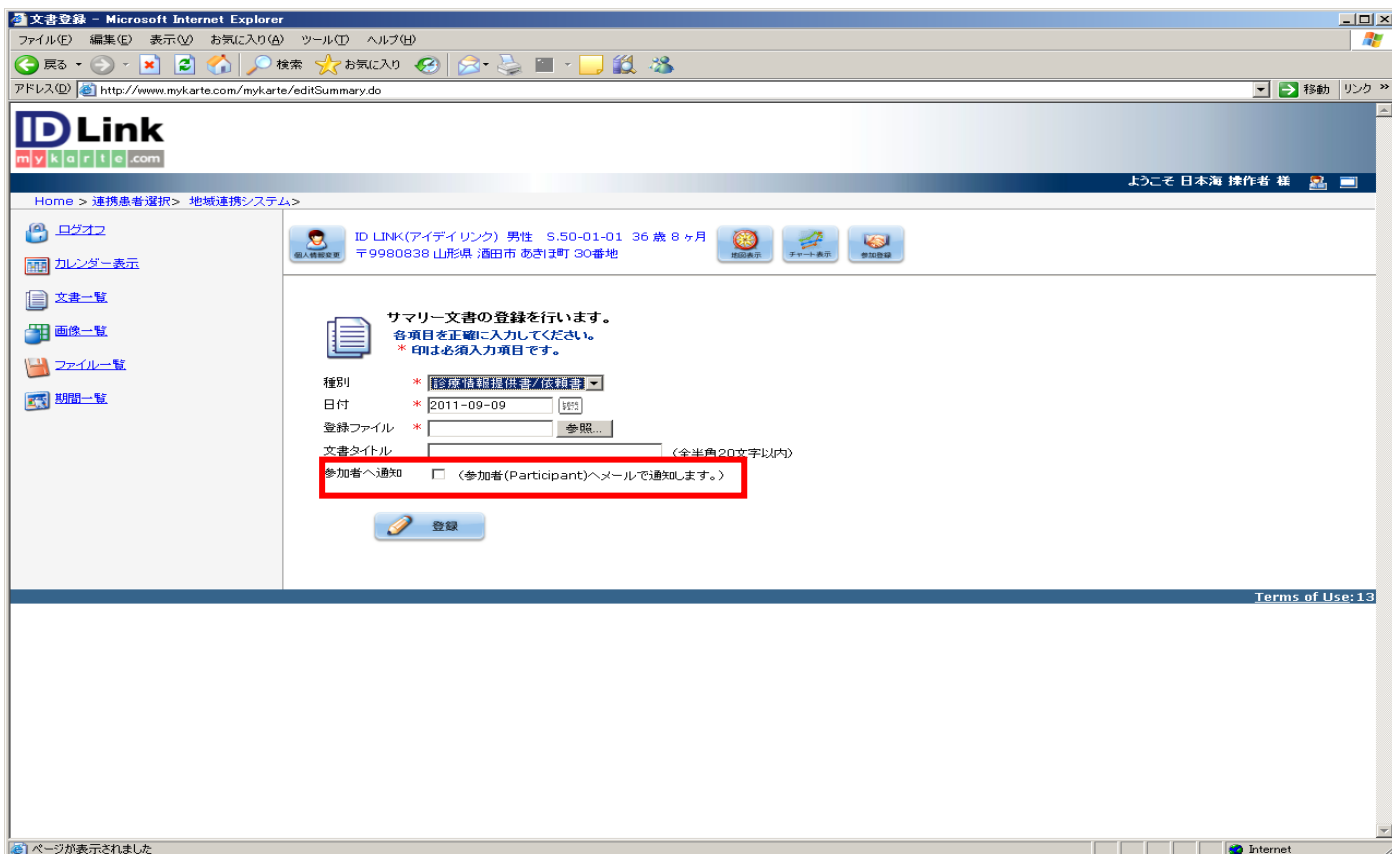 文書登録 - Microsoft Internet Explorer
ファイル(F) 編集(E) 表示(V) お気に入り(A) ツール(T) ヘルプ(H)
戻る 検索 お気に入り
アドレス(D) http://www.mykarte.com/mykarte/editSummary.do 移動 リンク »
ID Link
mykarte.com
ようこそ 日本海 操作者 様
Home > 連携患者選択> 地域連携システム>
ログオフ
カレンダー表示
文書一覧
画像一覧
ファイル一覧
期間一覧
個人情報変更
ID LINK(アイデイ リンク) 男性 S.50-01-01 36 歳 8 ヶ月
〒9980838 山形県 酒田市 あきほ町 30番地
地図表示
チャート表示
参加登録
サマリー文書の登録を行います。
各項目を正確に入力してください。
* 印は必須入力項目です。
種別 * 診療情報提供書/依頼書
日付 * 2011-09-09
登録ファイル * 参照...
文書タイトル (全半角20文字以内)
参加者へ通知 (参加者(Participant)へメールで通知します。)
登録
Terms of Use:13
ページが表示されました Internet